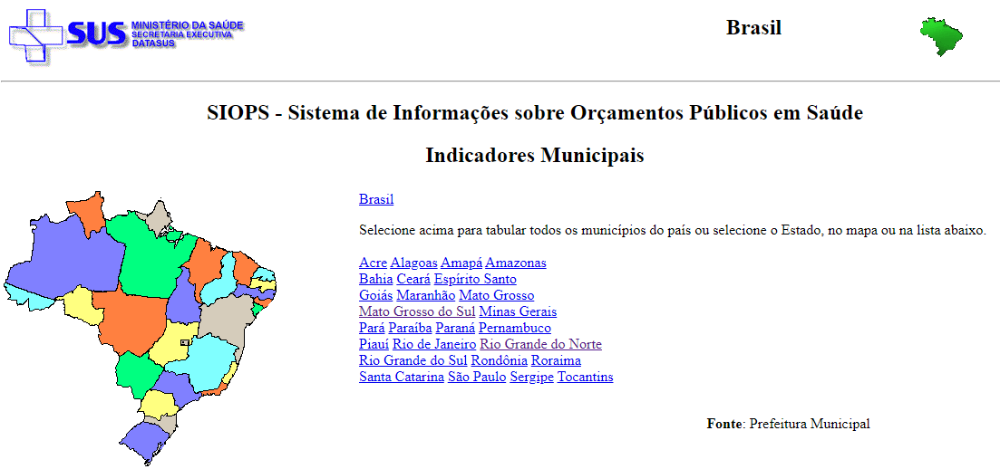 SUS
MINISTÉRIO DA SAÚDE
SECRETARIA EXECUTIVA
DATASUS
Brasil
SIOPS - Sistema de Informações sobre Orçamentos Públicos em Saúde
Indicadores Municipais
Brasil
Selecione acima para tabular todos os municípios do país ou selecione o Estado, no mapa ou na lista abaixo.
Acre Alagoas Amapá Amazonas
Bahia Ceará Espírito Santo
Goiás Maranhão Mato Grosso
Mato Grosso do Sul Minas Gerais
Pará Paraíba Paraná Pernambuco
Piauí Rio de Janeiro Rio Grande do Norte
Rio Grande do Sul Rondônia Roraima
Santa Catarina São Paulo Sergipe Tocantins
Fonte: Prefeitura Municipal